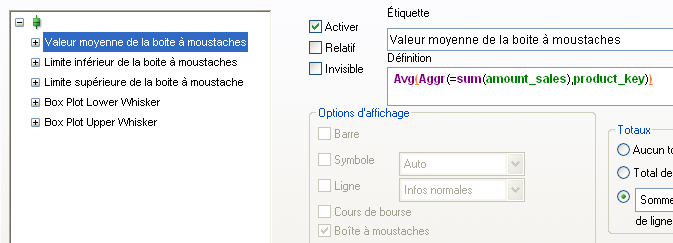 Valeur moyenne de la boite à moustaches
Limite inférieur de la boite à moustaches
Limite supérieure de la boite à moustache
Box Plot Lower Whisker
Box Plot Upper Whisker
Activer
Relatif
Invisible
Étiquette
Valeur moyenne de la boite à moustaches
Définition
Avg(Aggr(=sum(amount_sales),product_key))
Options d'affichage
Barre
Symbole
Auto
Ligne
Infos normales
Cours de bourse
Boîte à moustaches
Totaux
Aucun to
Total de
Somme
de ligne